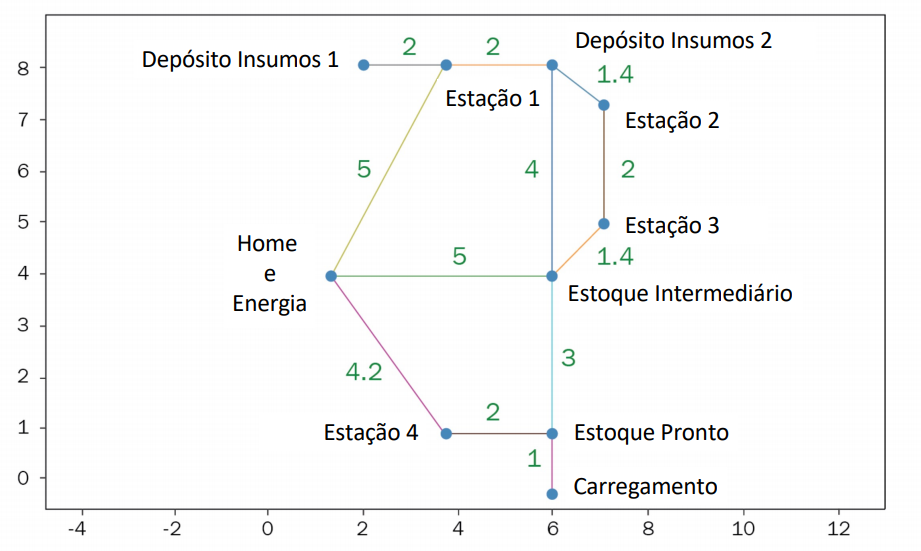 2
2
Depósito Insumos 2
Depósito Insumos 1
8
1.4
Estação 1
7
Estação 2
6
5
4
2
5
Estação 3
Home
e
Energia
5
1.4
4
Estoque Intermediário
3
3
4.2
2
2
1
Estação 4
Estoque Pronto
1
0
Carregamento
-4
-2
0
2
4
6
8
10
12